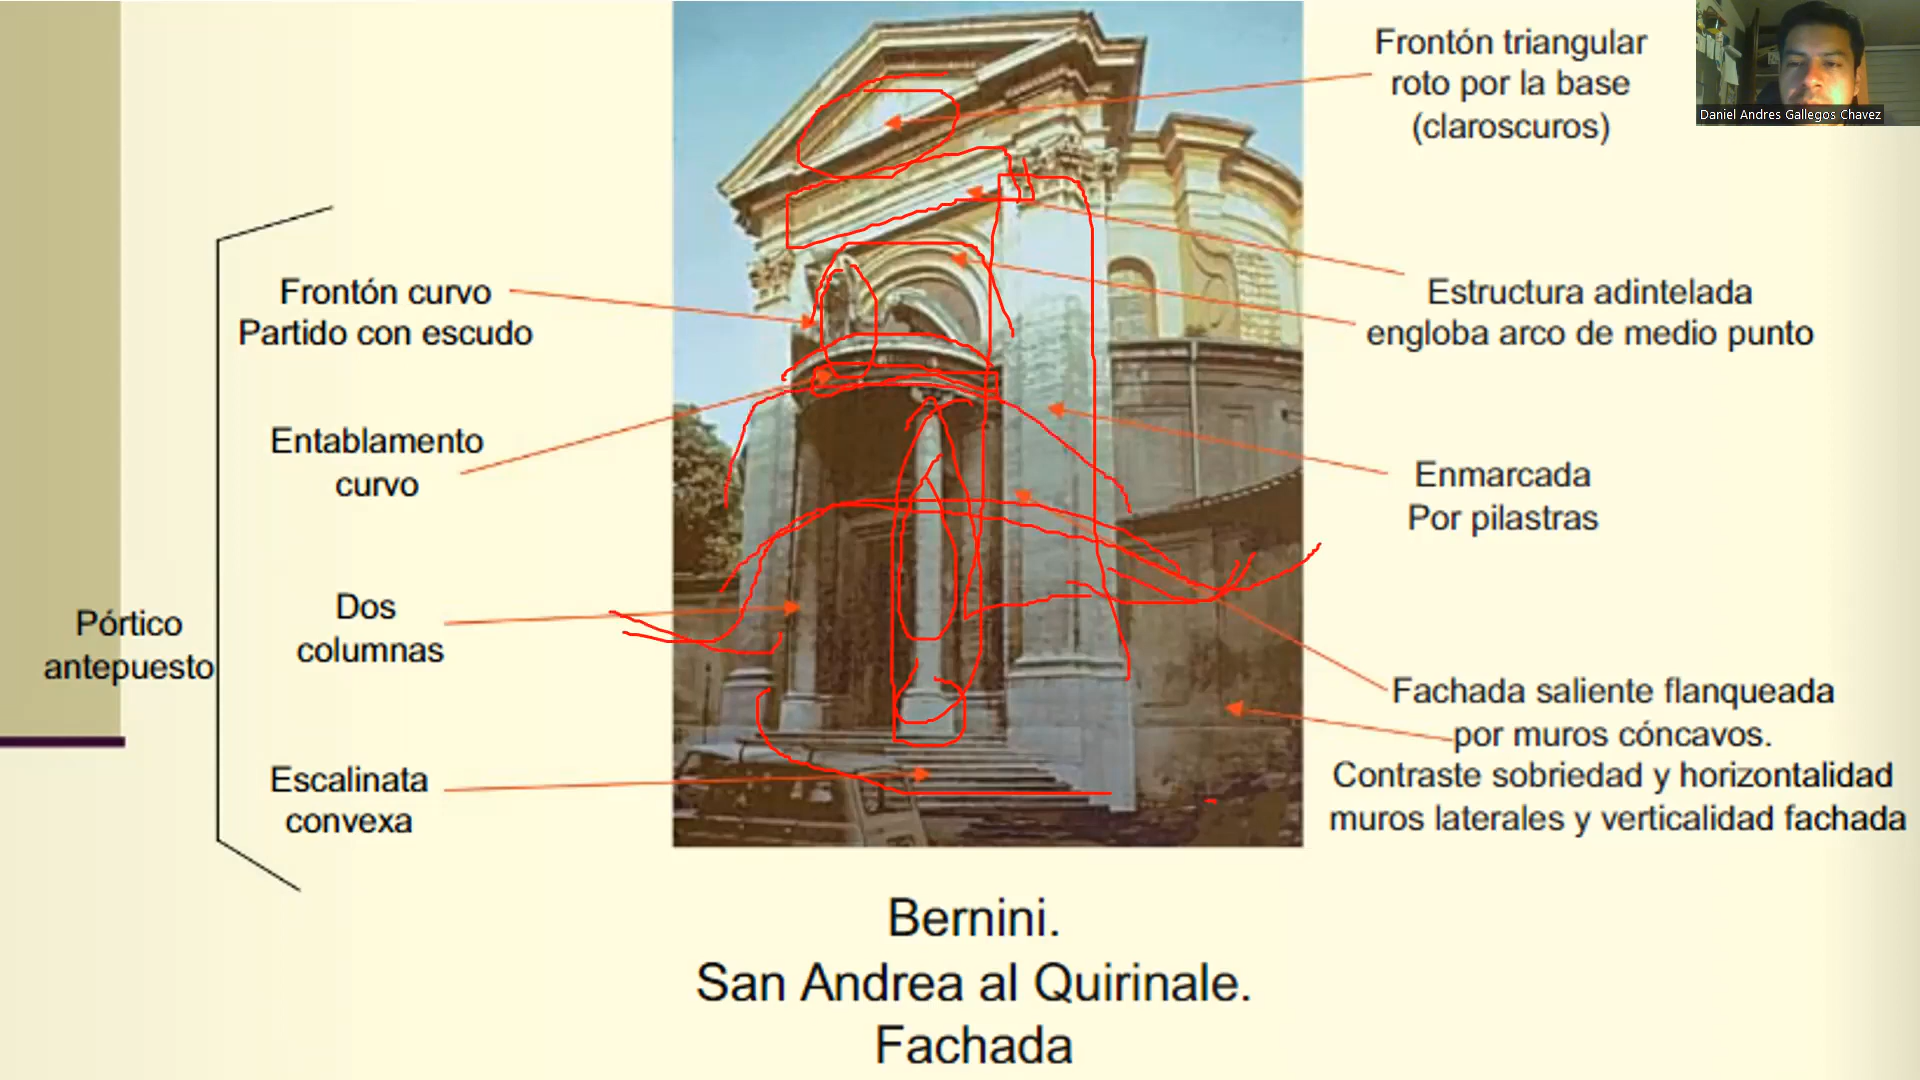 Frontón triangular
roto por la base
(claroscuros)
Daniel Andres Gallegos Chavez
Frontón curvo
Partido con escudo
Estructura adintelada
engloba arco de medio punto
Entablamento
curvo
Enmarcada
Por pilastras
Dos
columnas
Pórtico
antepuesto
Fachada saliente flanqueada
por muros cóncavos.
Contraste sobriedad y horizontalidad
muros laterales y verticalidad fachada
Escalinata
convexa
Bernini.
San Andrea al Quirinale.
Fachada